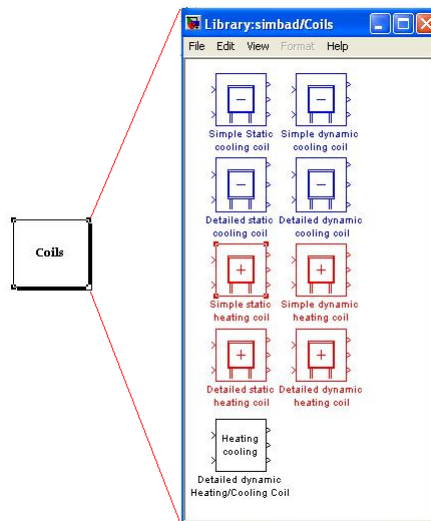 Library:simbad/Coils
File Edit View Format Help
Simple Static
cooling coil
Simple dynamic
cooling coil
Detailed static
cooling coil
Detailed dynamic
cooling coil
Coils
Simple static
heating coil
Simple dynamic
heating coil
Detailed static
heating coil
Detailed dynamic
heating coil
Heating
cooling
Detailed dynamic
Heating/Cooling Coil